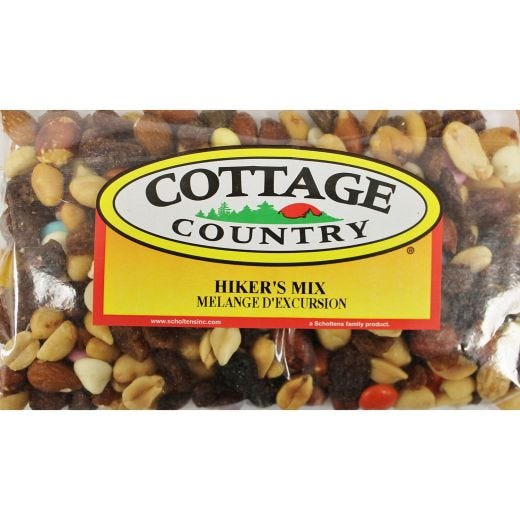 COTTAGE
COUNTRY
®
HIKER'S MIX
MELANGE D'EXCURSION
www.scholtensinc.com
a Scholtens family product.